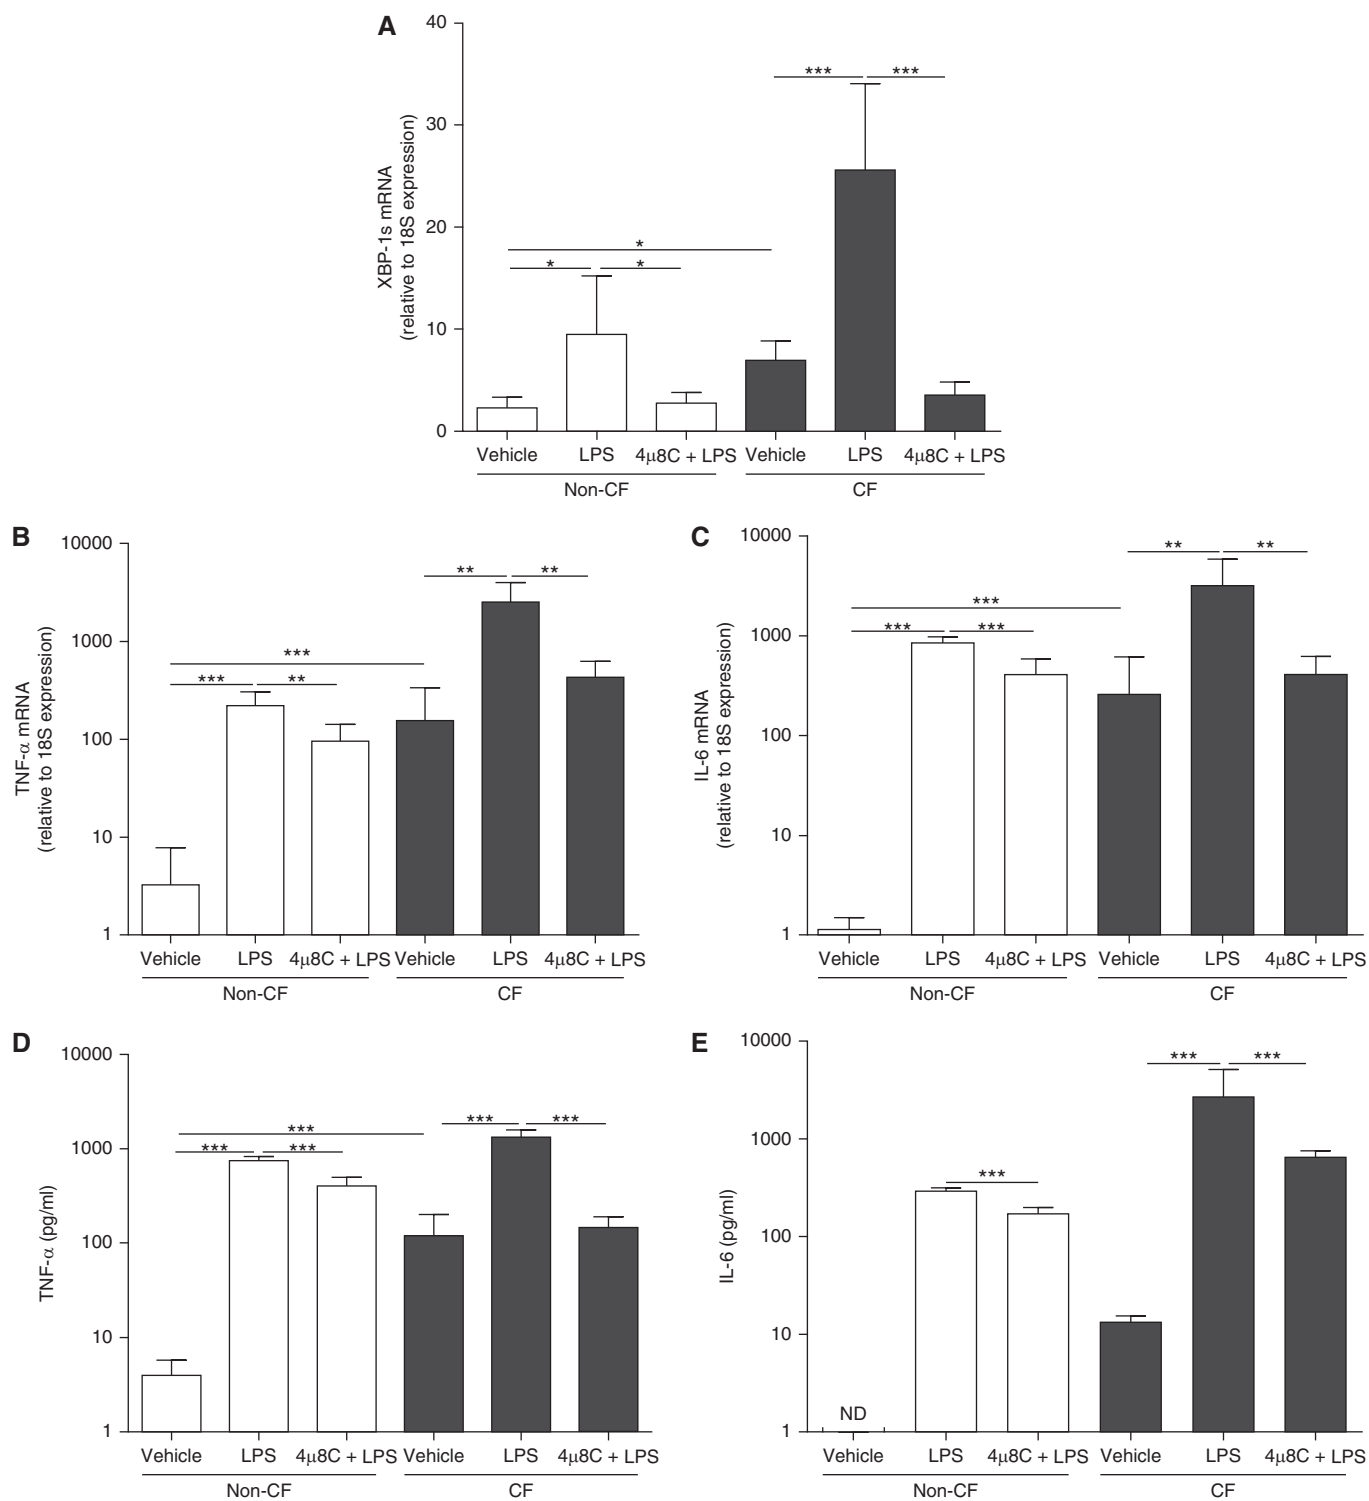 A
40
30
20
10
0
XBP-1s mRNA
(relative to 18S expression)
*** ***
*
* *
Vehicle LPS 4μ8C + LPS Vehicle LPS 4μ8C + LPS
Non-CF CF
B
10000
1000
100
10
1
TNF-α mRNA
(relative to 18S expression)
** **
***
*** **
Vehicle LPS 4μ8C + LPS Vehicle LPS 4μ8C + LPS
Non-CF CF
C
10000
1000
100
10
1
IL-6 mRNA
(relative to 18S expression)
** **
***
*** ***
Vehicle LPS 4μ8C + LPS Vehicle LPS 4μ8C + LPS
Non-CF CF
D
10000
1000
100
10
1
TNF-α (pg/ml)
*** ***
***
*** ***
Vehicle LPS 4μ8C + LPS Vehicle LPS 4μ8C + LPS
Non-CF CF
E
10000
1000
100
10
1
IL-6 (pg/ml)
*** ***
***
ND
Vehicle LPS 4μ8C + LPS Vehicle LPS 4μ8C + LPS
Non-CF CF